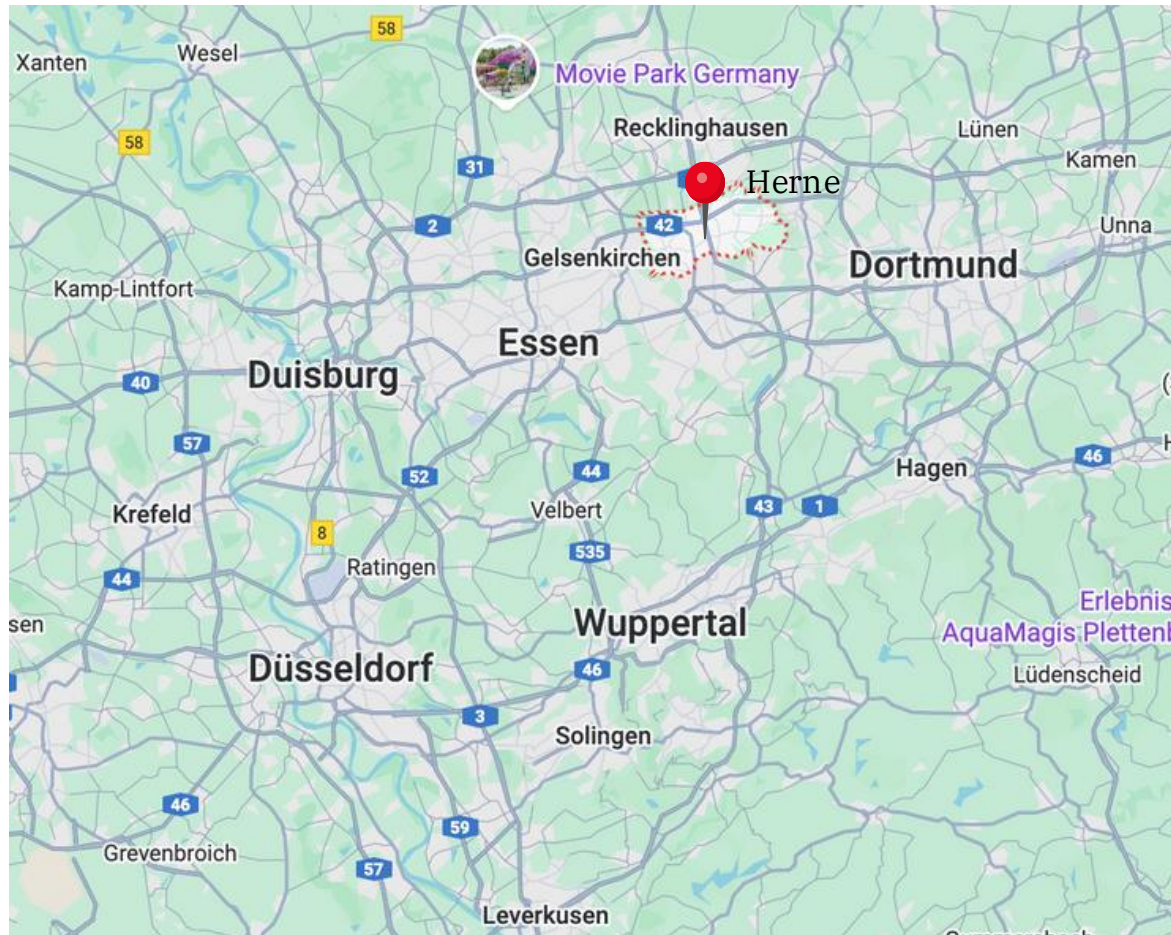 58
Wesel
Xanten
Movie Park Germany
Recklinghausen
Lünen
58
Kamen
31
Herne
2
42
Unna
Gelsenkirchen
Dortmund
Kamp-Lintfort
Essen
Duisburg
40
57
46
Hagen
52
44
43
1
Krefeld
Velbert
8
535
Ratingen
44
Erlebnis
sen
Wuppertal
AquaMagis Plettenb
Düsseldorf
46
Lüdenscheid
3
Solingen
46
59
Grevenbroich
57
Leverkusen